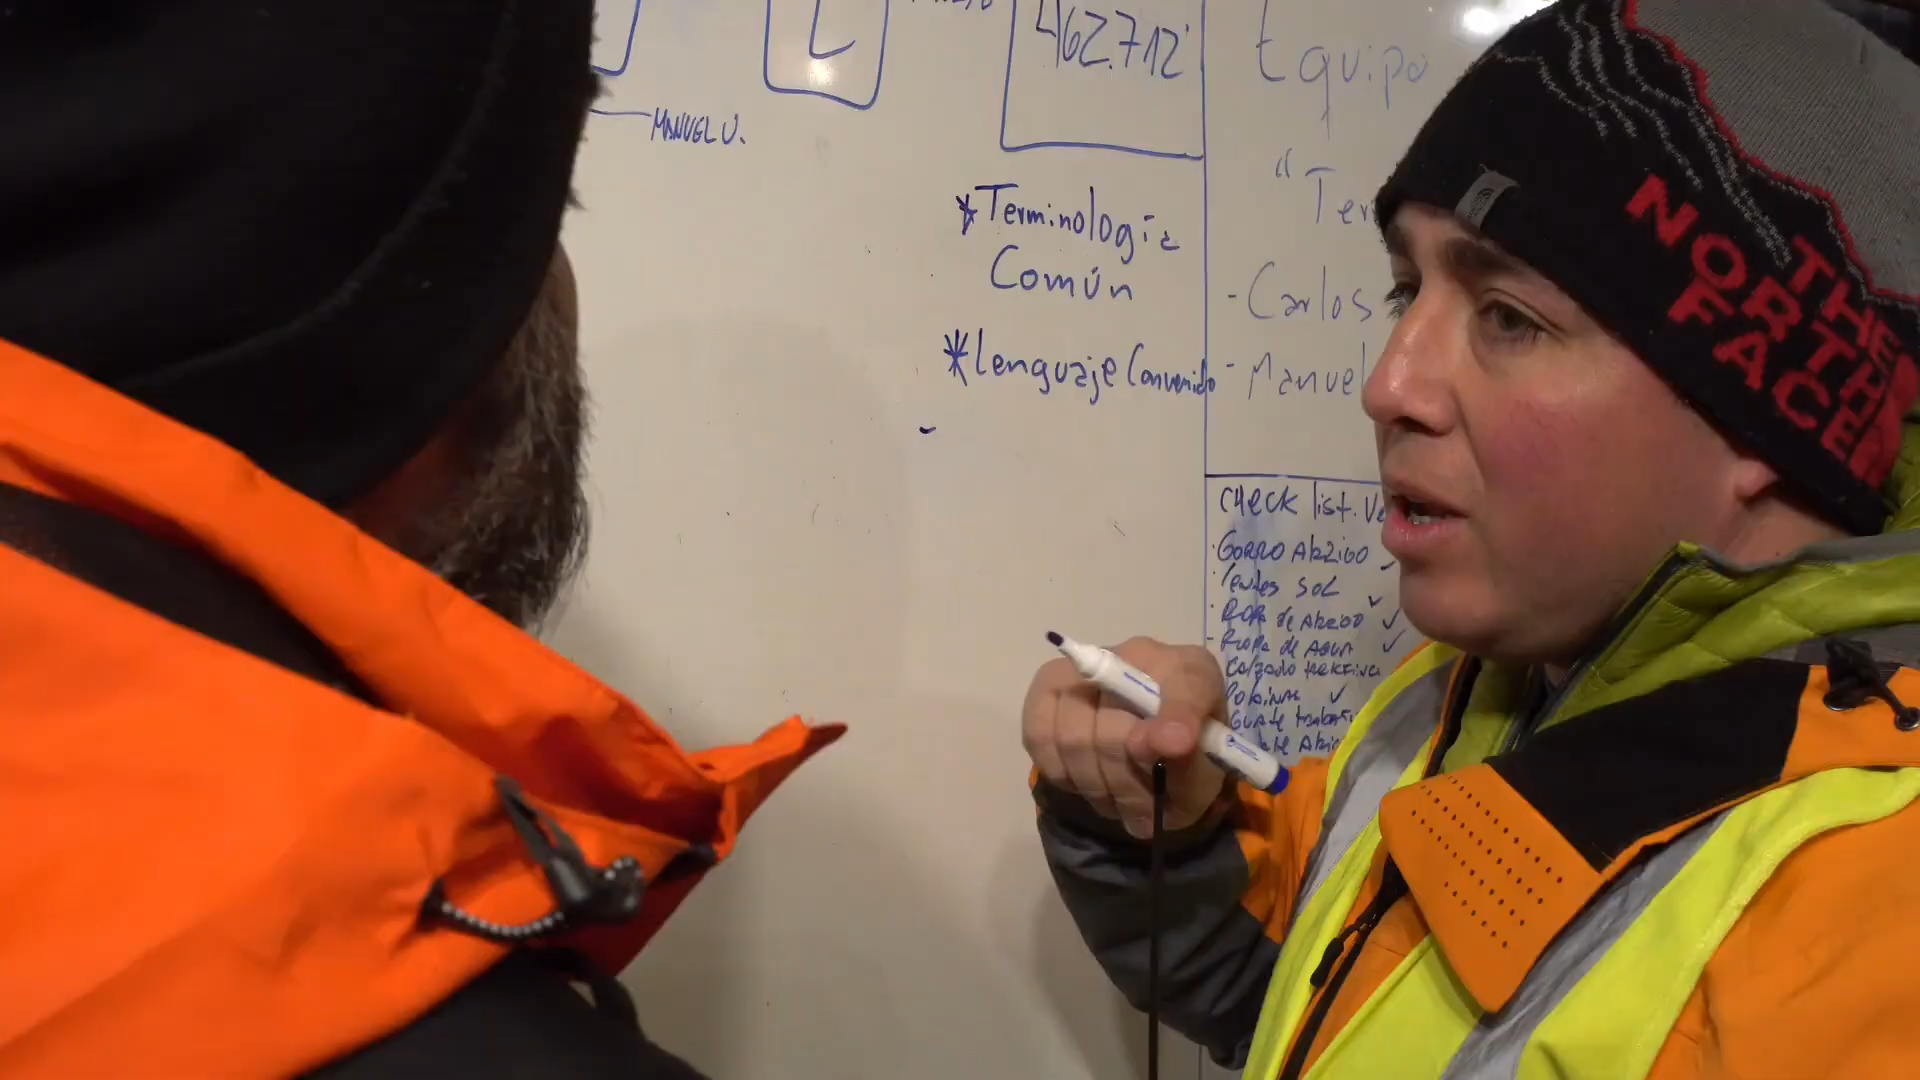 462.712
MANUEL V.
*Terminología
Común
*Lenguaje Convenido
-
Equipo
"Ter
- Carlos
- Manuel
CHECK list. Ve
· GORRO AbRIGO
· lentes SOL ✓
· ROPA de AbRIGO ✓
- ROPA de AGUA ✓
Calzado
✓
THE
NORTH
FACE